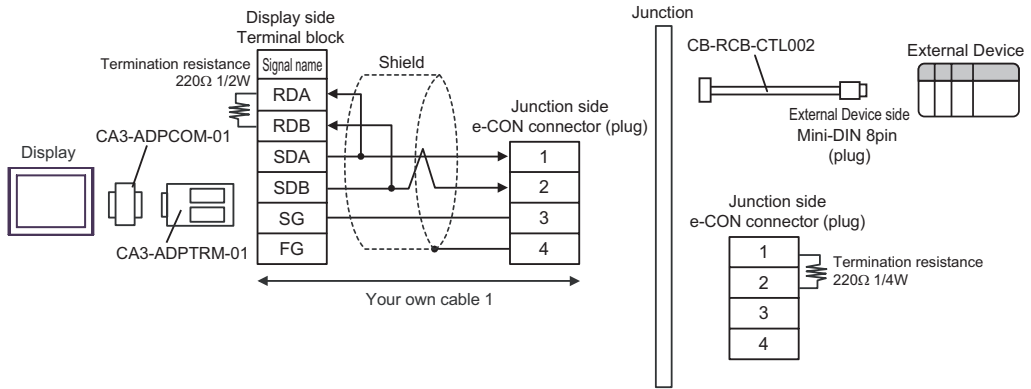 Display side
Terminal block
Signal name
RDA
RDB
SDA
SDB
SG
FG
Termination resistance
220Ω 1/2W
Shield
Junction side
e-CON connector (plug)
1
2
3
4
Display
CA3-ADPCOM-01
CA3-ADPTRM-01
Your own cable 1
Junction
CB-RCB-CTL002
External Device
External Device side
Mini-DIN 8pin
(plug)
Junction side
e-CON connector (plug)
1
2
3
4
Termination resistance
220Ω 1/4W